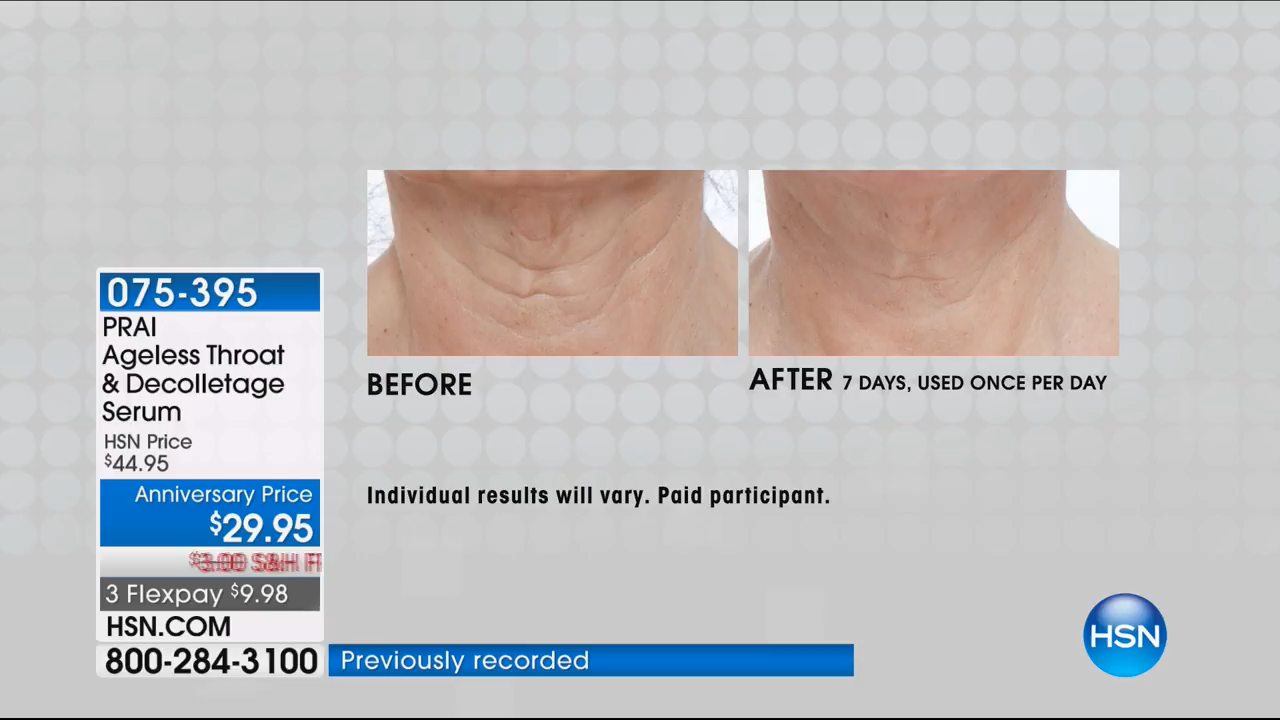 BEFORE
AFTER 7 DAYS, USED ONCE PER DAY
Individual results will vary. Paid participant.
075-395
PRAI
Ageless Throat
& Decolletage
Serum
HSN Price
$44.95
Anniversary Price
$29.95
$3.00 S&H
3 Flexpay $9.98
HSN.COM
800-284-3100
Previously recorded
HSN